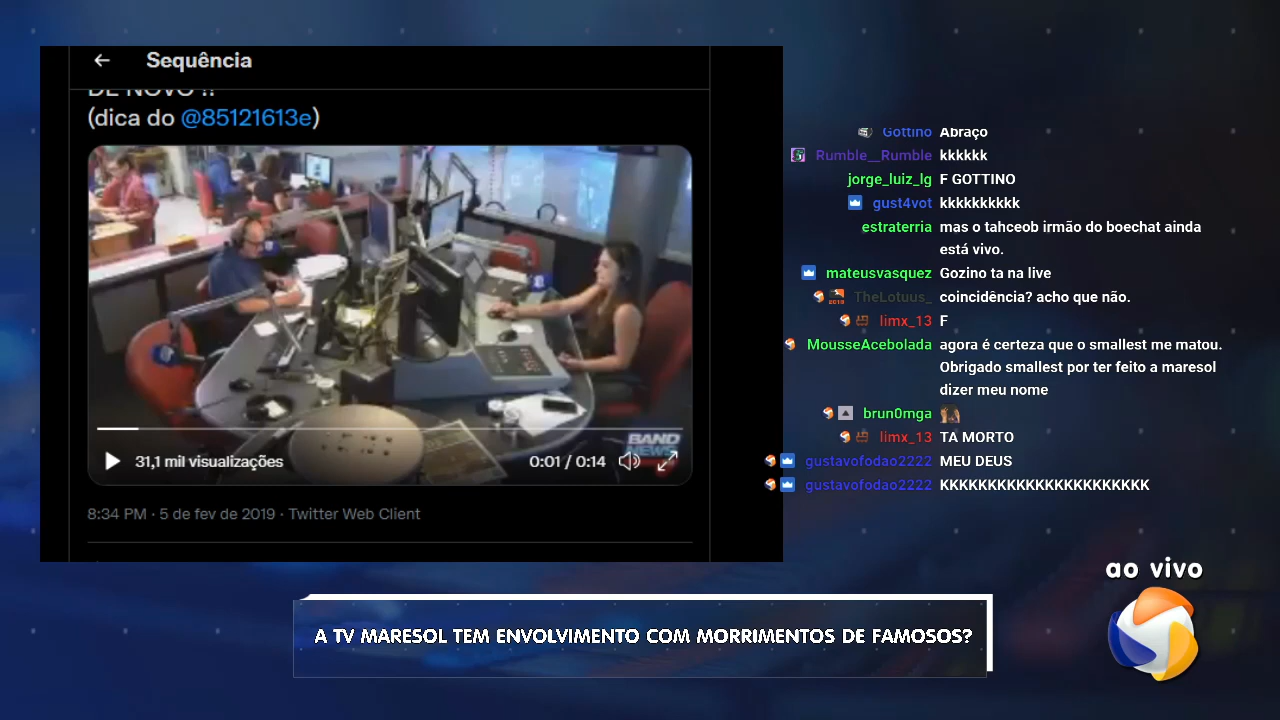 Sequência
DE NOVO !!
(dica do @85121613e)
BAND
NEWS
31,1 mil visualizações
0:01 / 0:14
8:34 PM · 5 de fev de 2019 · Twitter Web Client
Gottino Abraço
Rumble__Rumble kkkkkk
jorge_luiz_lg F GOTTINO
gust4vot kkkkkkkkkk
estraterria mas o tahceob irmão do boechat ainda
está vivo.
mateusvasquez Gozino ta na live
TheLotuus_ coincidência? acho que não.
limx_13 F
MousseAcebolada agora é certeza que o smallest me matou.
Obrigado smallest por ter feito a maresol
dizer meu nome
brun0mga
limx_13 TA MORTO
gustavofodao2222 MEU DEUS
gustavofodao2222 KKKKKKKKKKKKKKKKKKKKKK
ao vivo
A TV MARESOL TEM ENVOLVIMENTO COM MORRIMENTOS DE FAMOSOS?